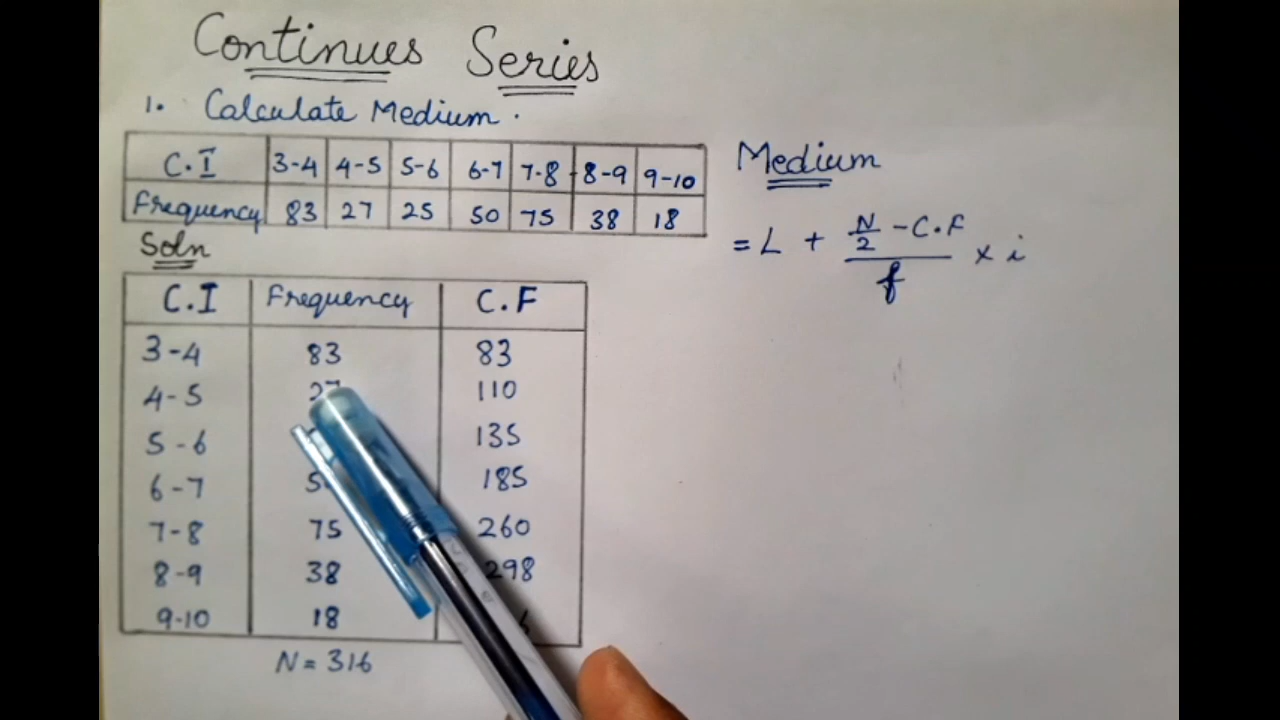 Continues Series
1. Calculate Medium.
C.I 3-4 4-5 5-6 6-7 7-8 8-9 9-10
Frequency 83 27 25 50 75 38 18
Medium
= L + N/2 - C.F / f × i
Soln
C.I Frequency C.F
3-4 83 83
4-5 110
5-6 135
6-7 185
7-8 75 260
8-9 38 298
9-10 18
N = 316